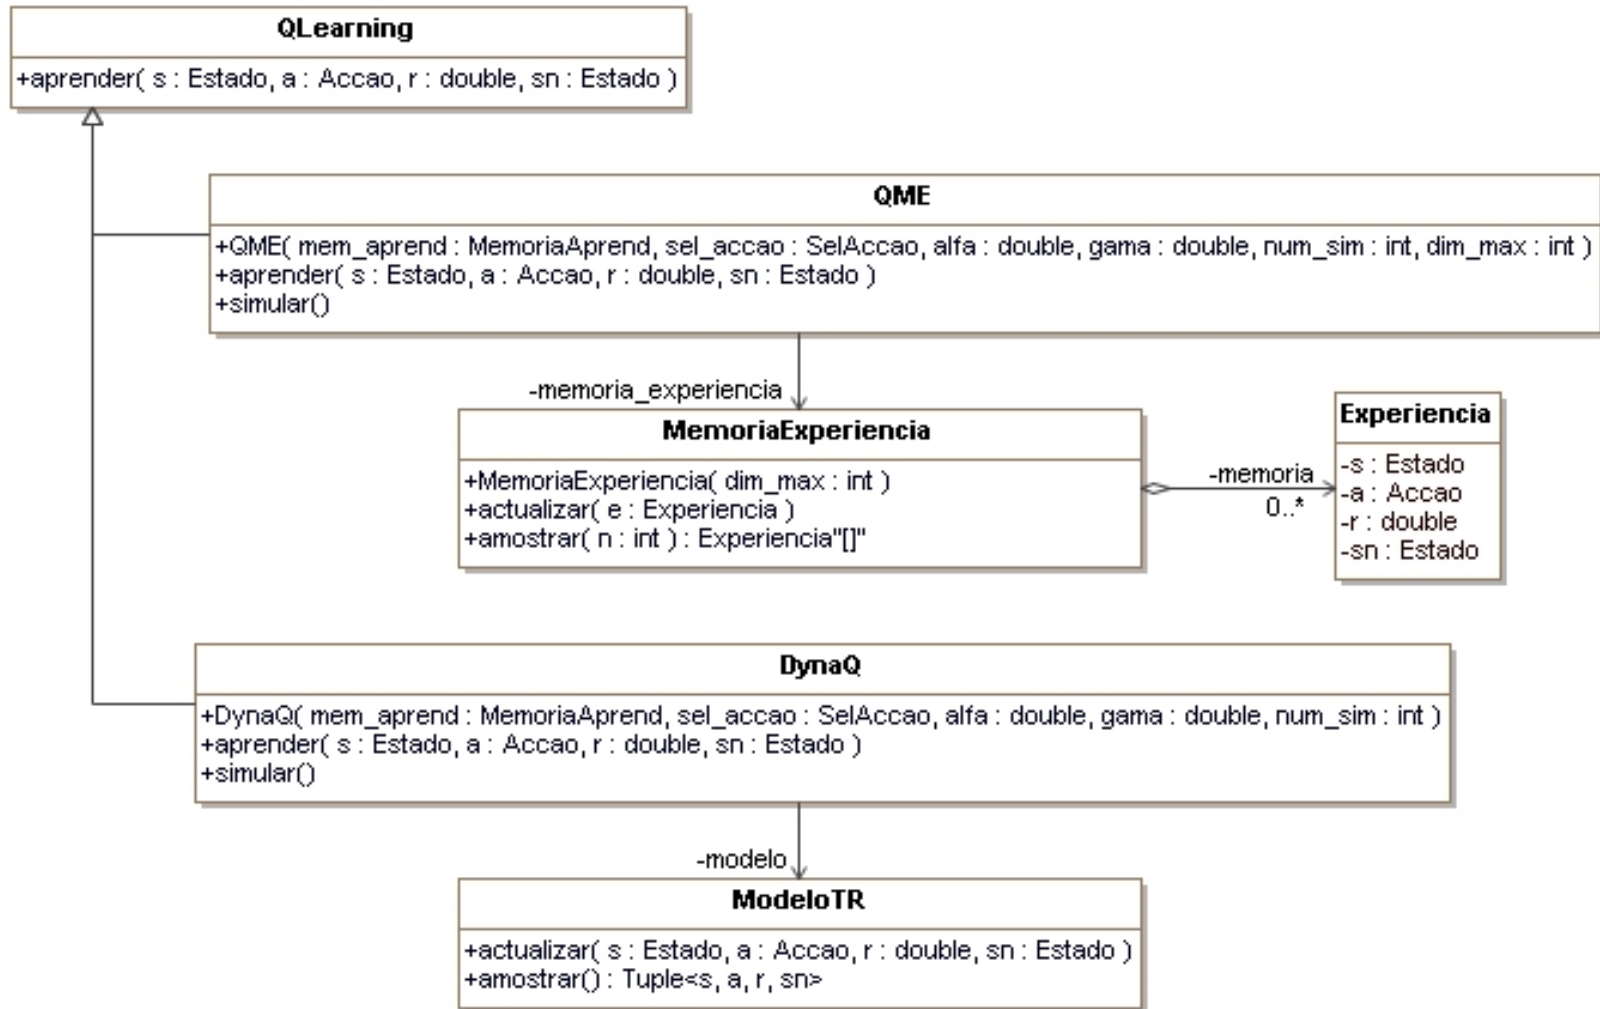 QLearning
+aprender( s : Estado, a : Accao, r : double, sn : Estado )
QME
+QME( mem_aprend : MemoriaAprend, sel_accao : SelAccao, alfa : double, gama : double, num_sim : int, dim_max : int )
+aprender( s : Estado, a : Accao, r : double, sn : Estado )
+simular()
-memoria_experiencia
MemoriaExperiencia
+MemoriaExperiencia( dim_max : int )
+actualizar( e : Experiencia )
+amostrar( n : int ) : Experiencia"[]"
-memoria
0..*
Experiencia
-s : Estado
-a : Accao
-r : double
-sn : Estado
DynaQ
+DynaQ( mem_aprend : MemoriaAprend, sel_accao : SelAccao, alfa : double, gama : double, num_sim : int )
+aprender( s : Estado, a : Accao, r : double, sn : Estado )
+simular()
-modelo
ModeloTR
+actualizar( s : Estado, a : Accao, r : double, sn : Estado )
+amostrar() : Tuple<s, a, r, sn>